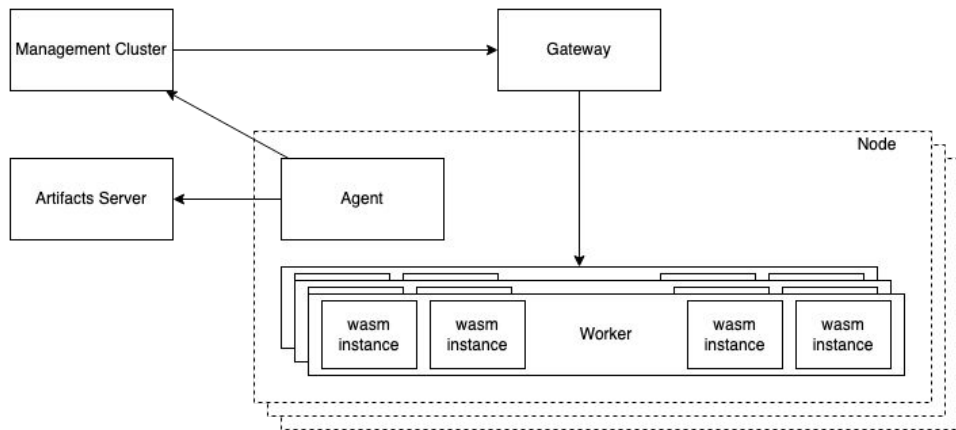 Management Cluster
Gateway
Node
Artifacts Server
Agent
wasm
instance
wasm
instance
Worker
wasm
instance
wasm
instance